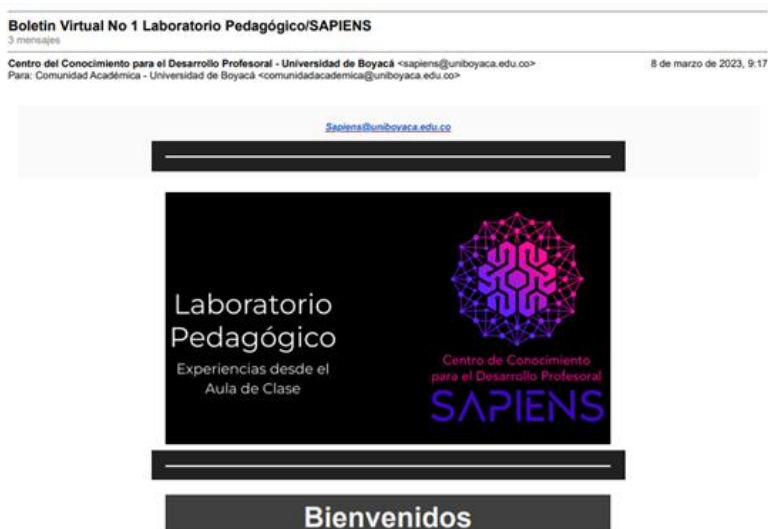 Boletin Virtual No 1 Laboratorio Pedagógico/SAPIENS
3 mensajes
Centro del Conocimiento para el Desarrollo Profesoral - Universidad de Boyacá <sapiens@uniboyaca.edu.co>
8 de marzo de 2023, 9:17
Para: Comunidad Académica - Universidad de Boyacá <comunidadacademica@uniboyaca.edu.co>
Sapiens@uniboyaca.edu.co
Laboratorio
Pedagógico
Experiencias desde el
Aula de Clase
Centro de Conocimiento
para el Desarrollo Profesoral
SAPIENS
Bienvenidos